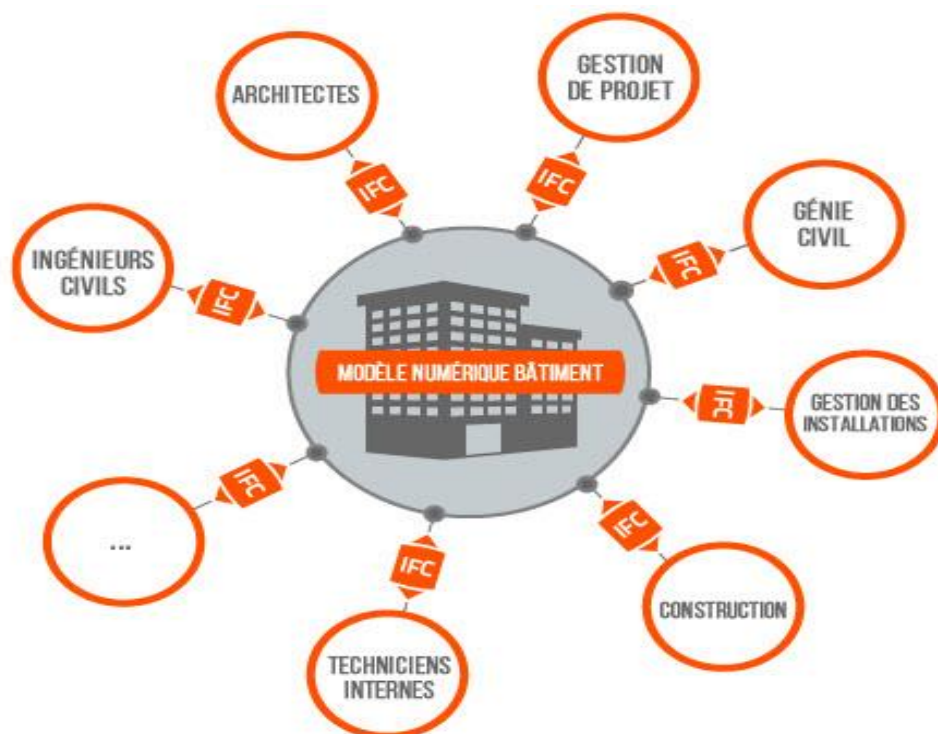 ARCHITECTES
GESTION
DE PROJET
IFC
IFC
GÉNIE
CIVIL
IFC
INGÉNIEURS
CIVILS
IFC
MODÈLE NUMÉRIQUE BÂTIMENT
IFC
GESTION DES
INSTALLATIONS
IFC
...
IFC
IFC
CONSTRUCTION
TECHNICIENS
INTERNES